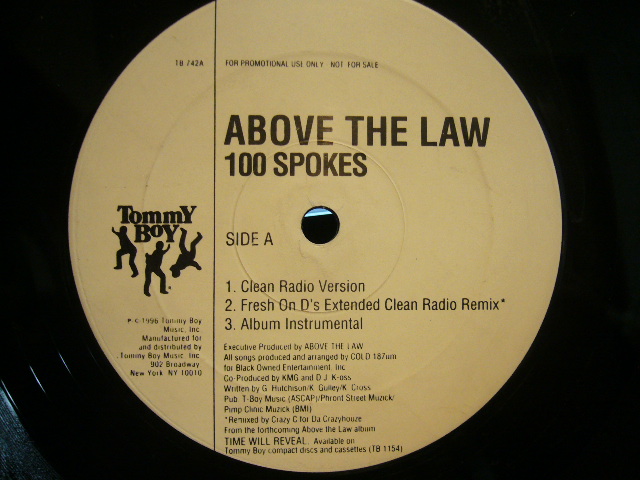 TB 742A
FOR PROMOTIONAL USE ONLY NOT FOR SALE
ABOVE THE LAW
100 SPOKES
Tommy
Boy
SIDE A
1. Clean Radio Version
2. Fresh On D's Extended Clean Radio Remix*
3. Album Instrumental
P.C 1996 Tommy Boy
Music, Inc.
Manufactured for
and distributed by
Tommy Boy Music, Inc.
902 Broadway
New York NY 10010
Executive Produced by ABOVE THE LAW
All songs produced and arranged by COLD 187um
for Black Owned Entertainment, Inc
Co-Produced by KMG and D.J. K-oss
Written by G. Hutchison/K. Gulley/K. Cross
Pub. T-Boy Music (ASCAP)/Phront Street Muzick/
Pimp Clinic Muzick (BMI)
*Remixed by Crazy C for Da Crazyhouze
From the forthcoming Above the Law album
TIME WILL REVEAL. Available on
Tommy Boy compact discs and cassettes (TB 1154)